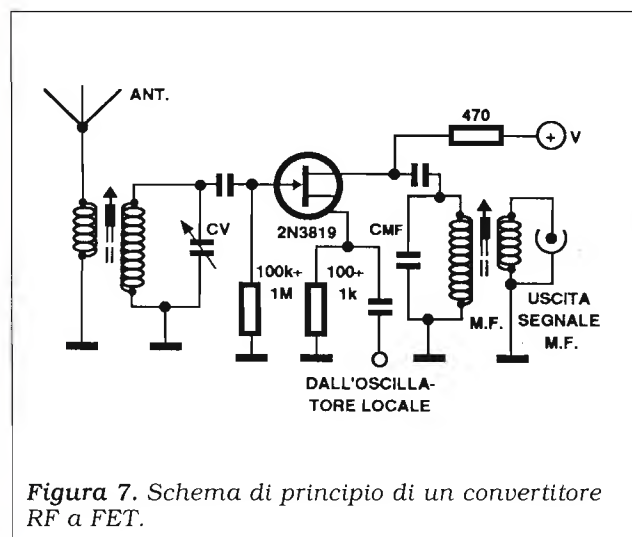 ANT.
470
+ V
CV
2N3819
CMF
100k+
1M
100+
1k
M.F.
USCITA
SEGNALE
M.F.
DALL'OSCILLA-
TORE LOCALE
Figura 7. Schema di principio di un convertitore
RF a FET.